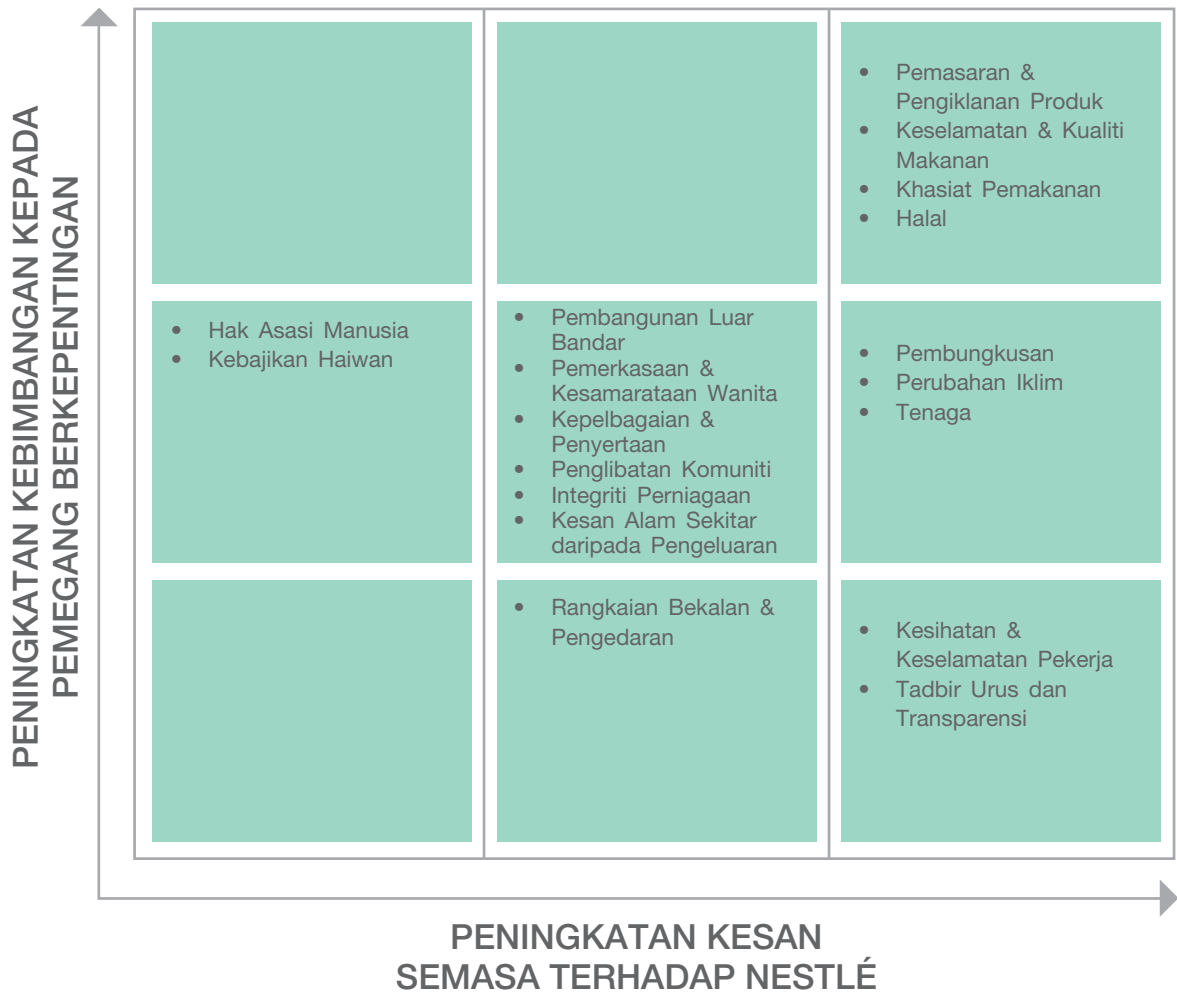 PENINGKATAN KEBIMBANGAN KEPADA
PEMEGANG BERKEPENTINGAN
• Pemasaran &
Pengiklanan Produk
• Keselamatan & Kualiti
Makanan
• Khasiat Pemakanan
• Halal
• Hak Asasi Manusia
• Kebajikan Haiwan
• Pembangunan Luar
Bandar
• Pemerkasaan &
Kesamarataan Wanita
• Kepelbagaian &
Penyertaan
• Penglibatan Komuniti
• Integriti Perniagaan
• Kesan Alam Sekitar
daripada Pengeluaran
• Pembungkusan
• Perubahan Iklim
• Tenaga
• Rangkaian Bekalan &
Pengedaran
• Kesihatan &
Keselamatan Pekerja
• Tadbir Urus dan
Transparensi
PENINGKATAN KESAN
SEMASA TERHADAP NESTLÉ